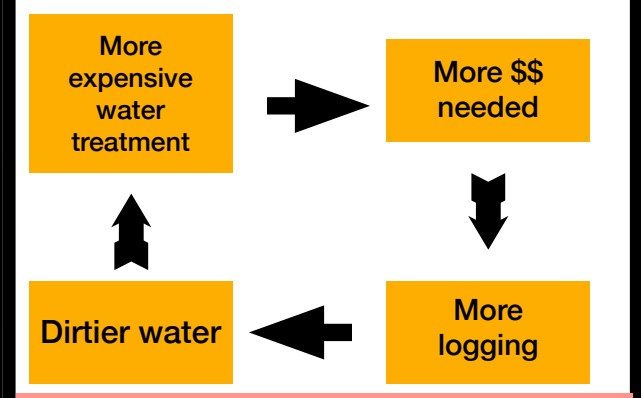 More
expensive
water
treatment
More $$
needed
Dirtier water
More
logging